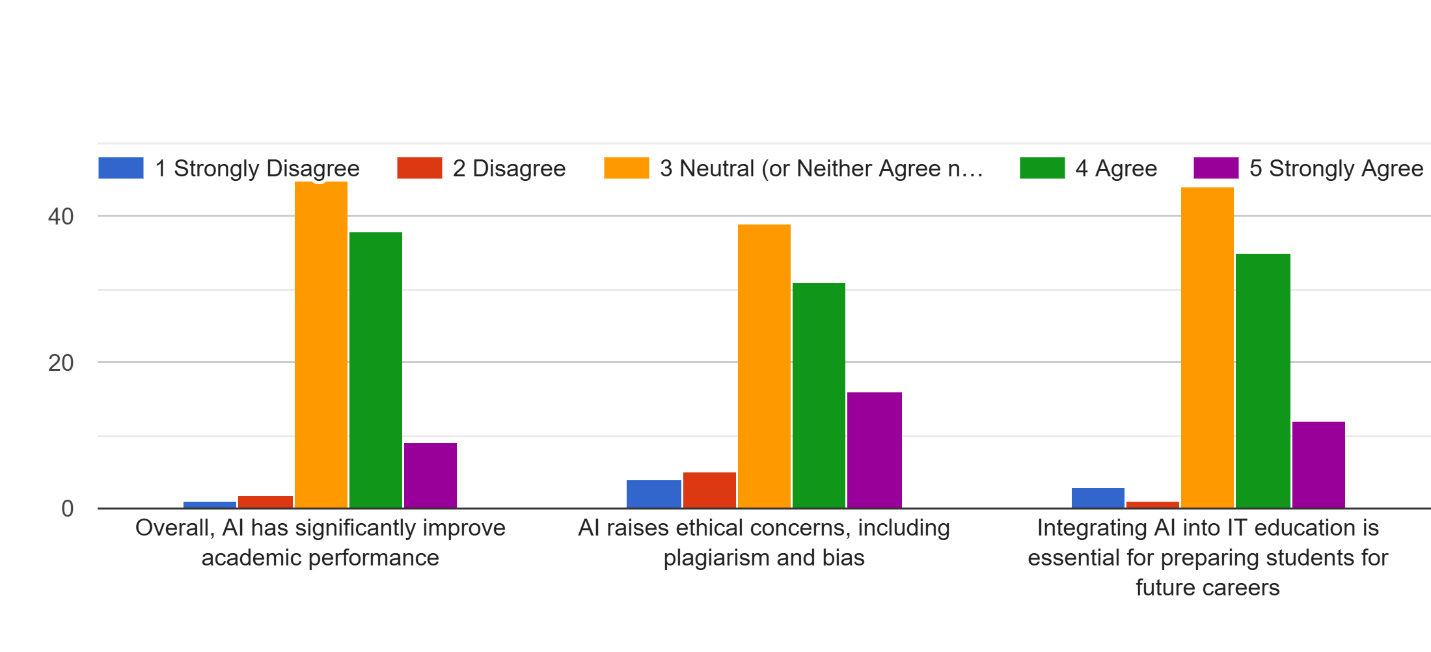 1 Strongly Disagree
2 Disagree
3 Neutral (or Neither Agree n…
4 Agree
5 Strongly Agree
40
20
0
Overall, AI has significantly improve
academic performance
AI raises ethical concerns, including
plagiarism and bias
Integrating AI into IT education is
essential for preparing students for
future careers